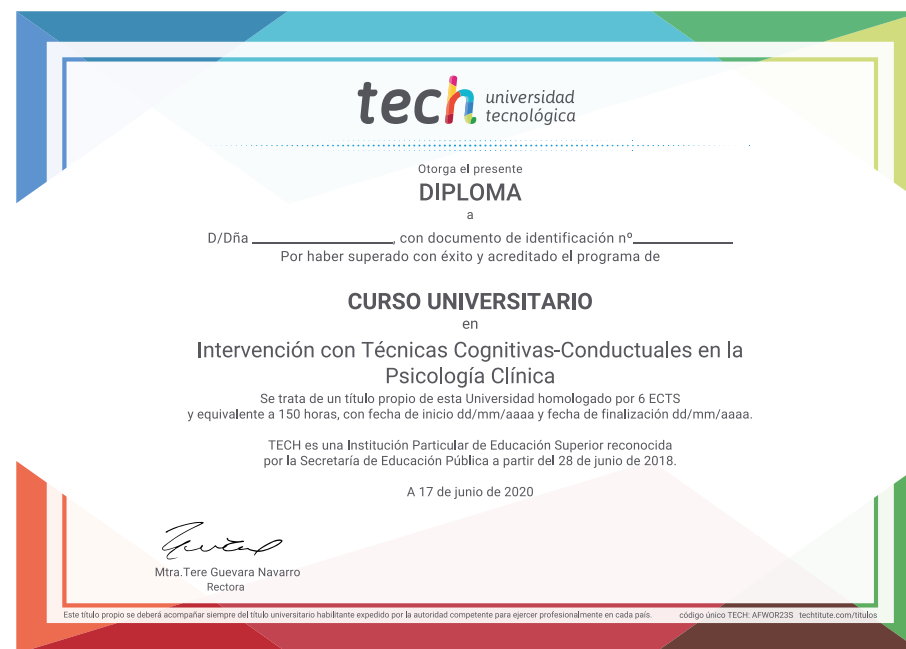 tech universidad
tecnológica
Otorga el presente
DIPLOMA
a
D/Dña ____________________, con documento de identificación nº______________
Por haber superado con éxito y acreditado el programa de
CURSO UNIVERSITARIO
en
Intervención con Técnicas Cognitivas-Conductuales en la
Psicología Clínica
Se trata de un título propio de esta Universidad homologado por 6 ECTS
y equivalente a 150 horas, con fecha de inicio dd/mm/aaaa y fecha de finalización dd/mm/aaaa.
TECH es una Institución Particular de Educación Superior reconocida
por la Secretaría de Educación Pública a partir del 28 de junio de 2018.
A 17 de junio de 2020
Mtra.Tere Guevara Navarro
Rectora
Este título propio se deberá acompañar siempre del título universitario habilitante expedido por la autoridad competente para ejercer profesionalmente en cada país. código único TECH: AFWOR23S techtitute.com/titulos